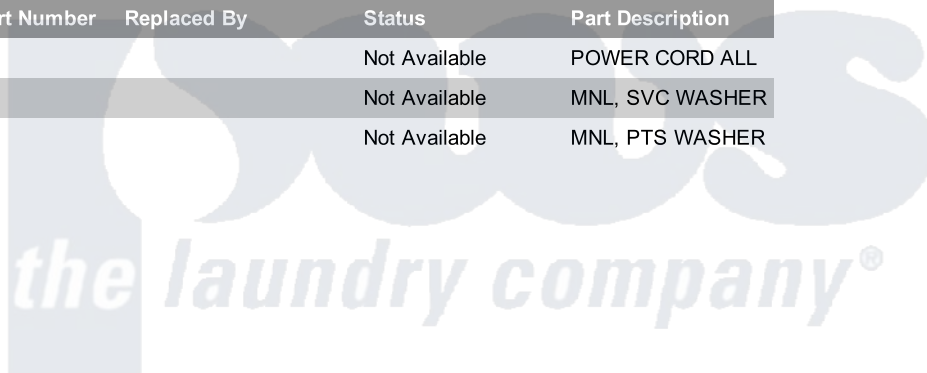 rt Number Replaced By Status Part Description
Not Available POWER CORD ALL
Not Available MNL, SVC WASHER
Not Available MNL, PTS WASHER
the laundry company®